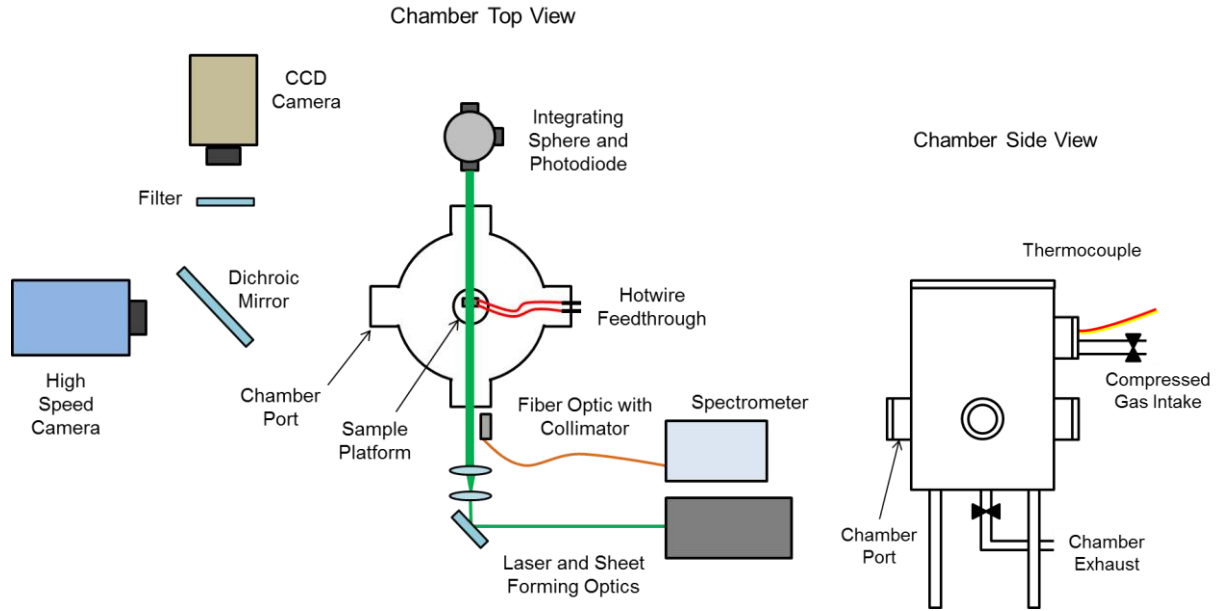 Chamber Top View
CCD
Camera
Integrating
Sphere and
Photodiode
Filter
Dichroic
Mirror
High
Speed
Camera
Chamber
Port
Sample
Platform
Hotwire
Feedthrough
Fiber Optic with
Collimator
Spectrometer
Laser and Sheet
Forming Optics
Chamber Side View
Thermocouple
Compressed
Gas Intake
Chamber
Port
Chamber
Exhaust